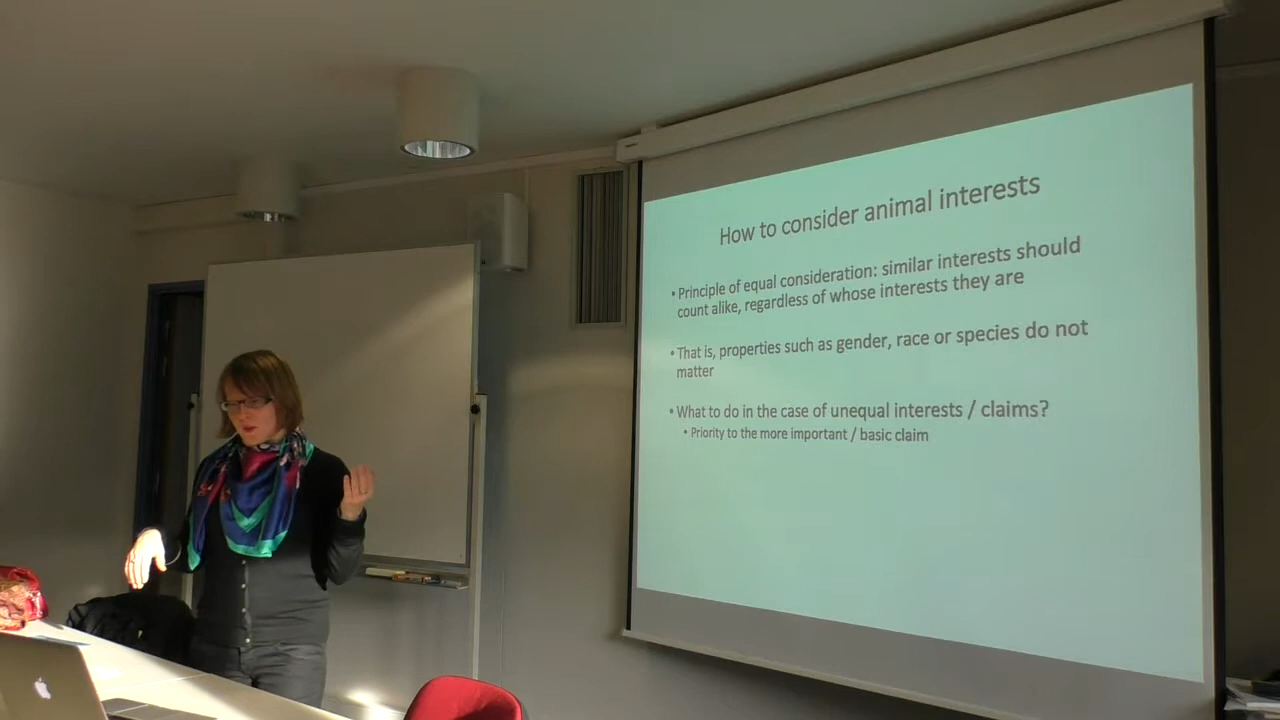 How to consider animal interests
• Principle of equal consideration: similar interests should
count alike, regardless of whose interests they are
• That is, properties such as gender, race or species do not
matter
• What to do in the case of unequal interests / claims?
• Priority to the more important / basic claim